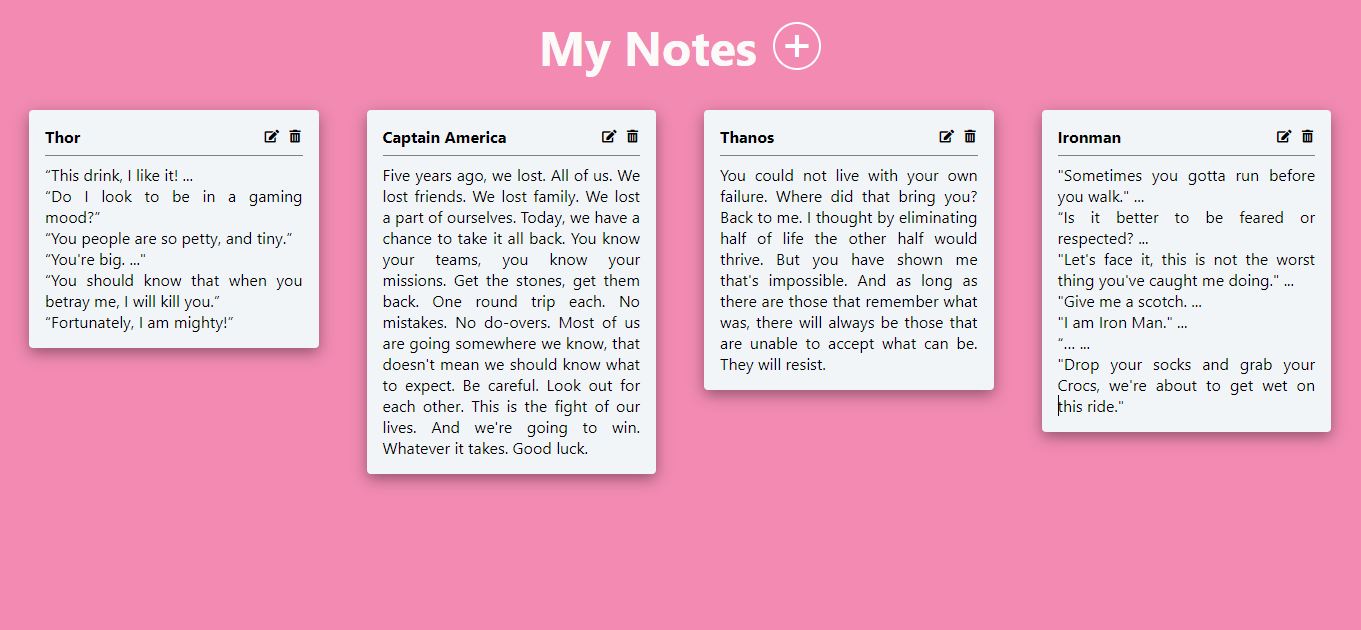 My Notes
Thor
“This drink, I like it! ...
“Do I look to be in a gaming
mood?”
“You people are so petty, and tiny.”
“You're big. ..."
“You should know that when you
betray me, I will kill you.”
“Fortunately, I am mighty!”
Captain America
Five years ago, we lost. All of us. We
lost friends. We lost family. We lost
a part of ourselves. Today, we have a
chance to take it all back. You know
your teams, you know your
missions. Get the stones, get them
back. One round trip each. No
mistakes. No do-overs. Most of us
are going somewhere we know, that
doesn't mean we should know what
to expect. Be careful. Look out for
each other. This is the fight of our
lives. And we're going to win.
Whatever it takes. Good luck.
Thanos
You could not live with your own
failure. Where did that bring you?
Back to me. I thought by eliminating
half of life the other half would
thrive. But you have shown me
that's impossible. And as long as
there are those that remember what
was, there will always be those that
are unable to accept what can be.
They will resist.
Ironman
"Sometimes you gotta run before
you walk." ...
“Is it better to be feared or
respected? ...
"Let's face it, this is not the worst
thing you've caught me doing." ...
"Give me a scotch. ...
"I am Iron Man." ...
“... ...
"Drop your socks and grab your
Crocs, we're about to get wet on
this ride."